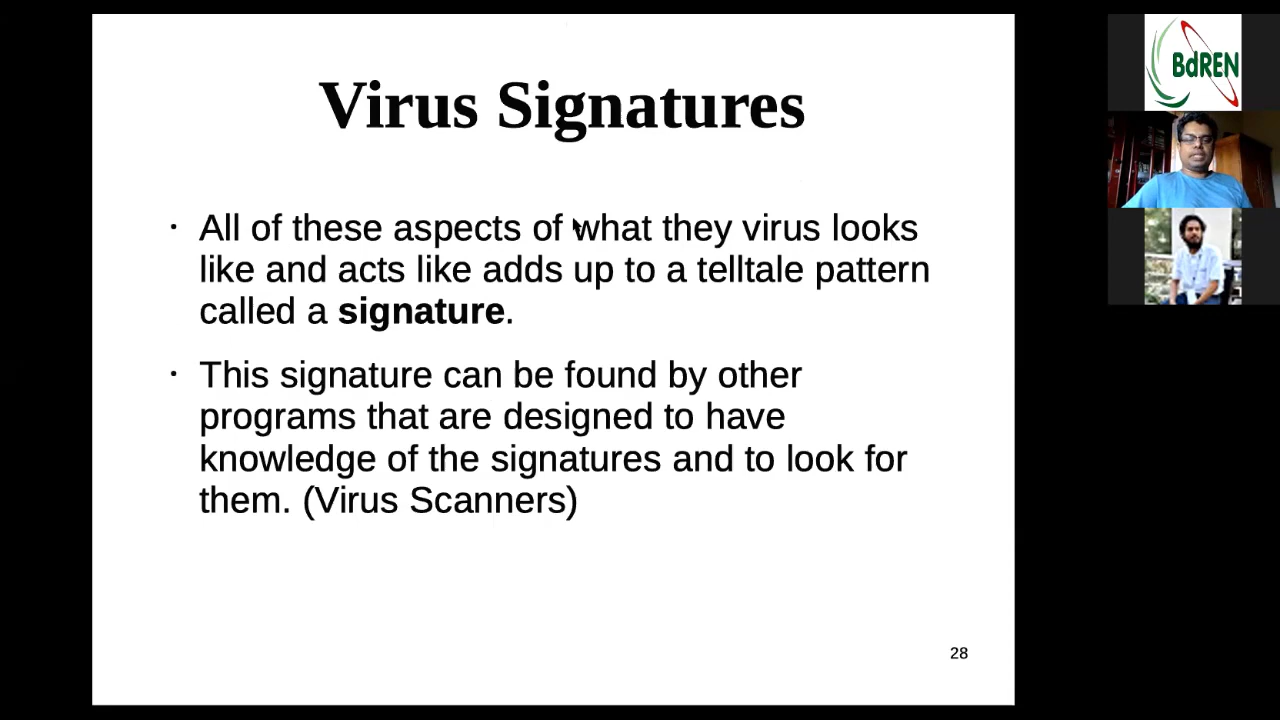 Virus Signatures
· All of these aspects of what they virus looks
like and acts like adds up to a telltale pattern
called a signature.
· This signature can be found by other
programs that are designed to have
knowledge of the signatures and to look for
them. (Virus Scanners)
28
BdREN